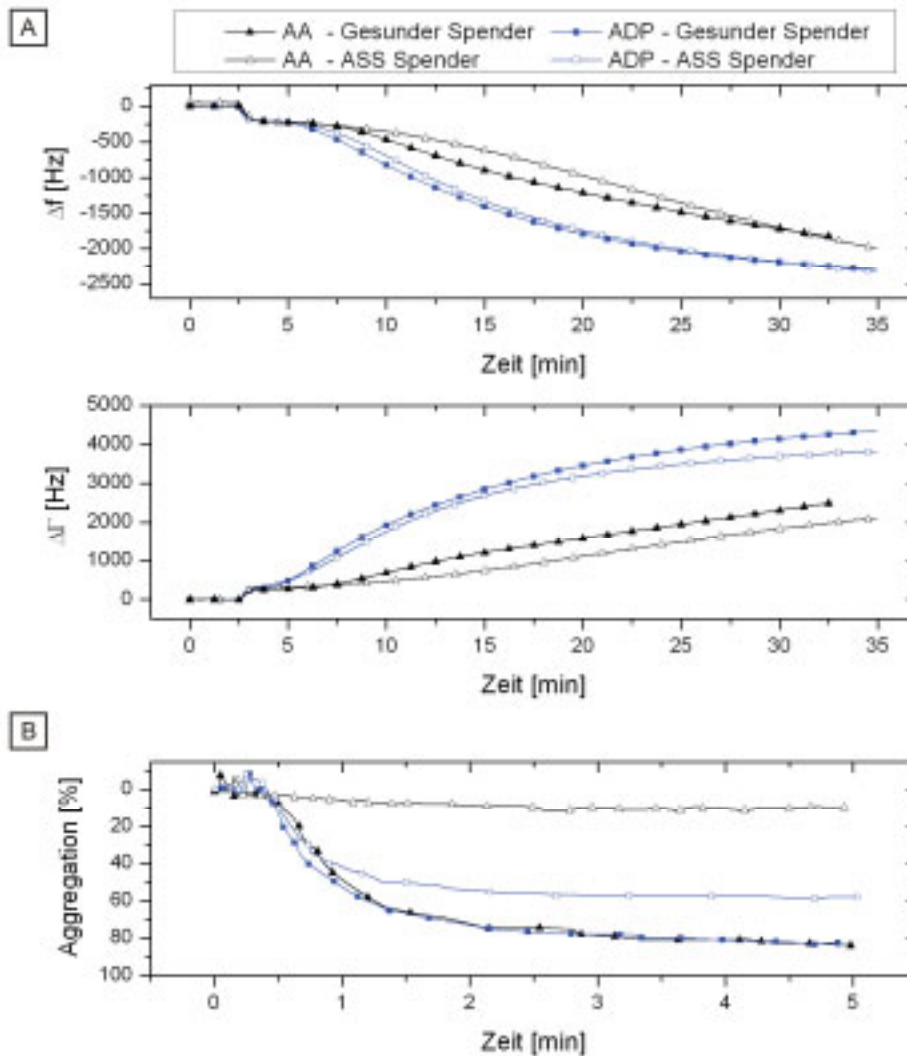 A
AA - Gesunder Spender ADP - Gesunder Spender
AA - ASS Spender ADP - ASS Spender
0
-500
-1000
-1500
-2000
-2500
Δf [Hz]
0 5 10 15 20 25 30 35
Zeit [min]
5000
4000
3000
2000
1000
0
ΔΓ [Hz]
0 5 10 15 20 25 30 35
Zeit [min]
B
0
20
40
60
80
100
Aggregation [%]
0 1 2 3 4 5
Zeit [min]